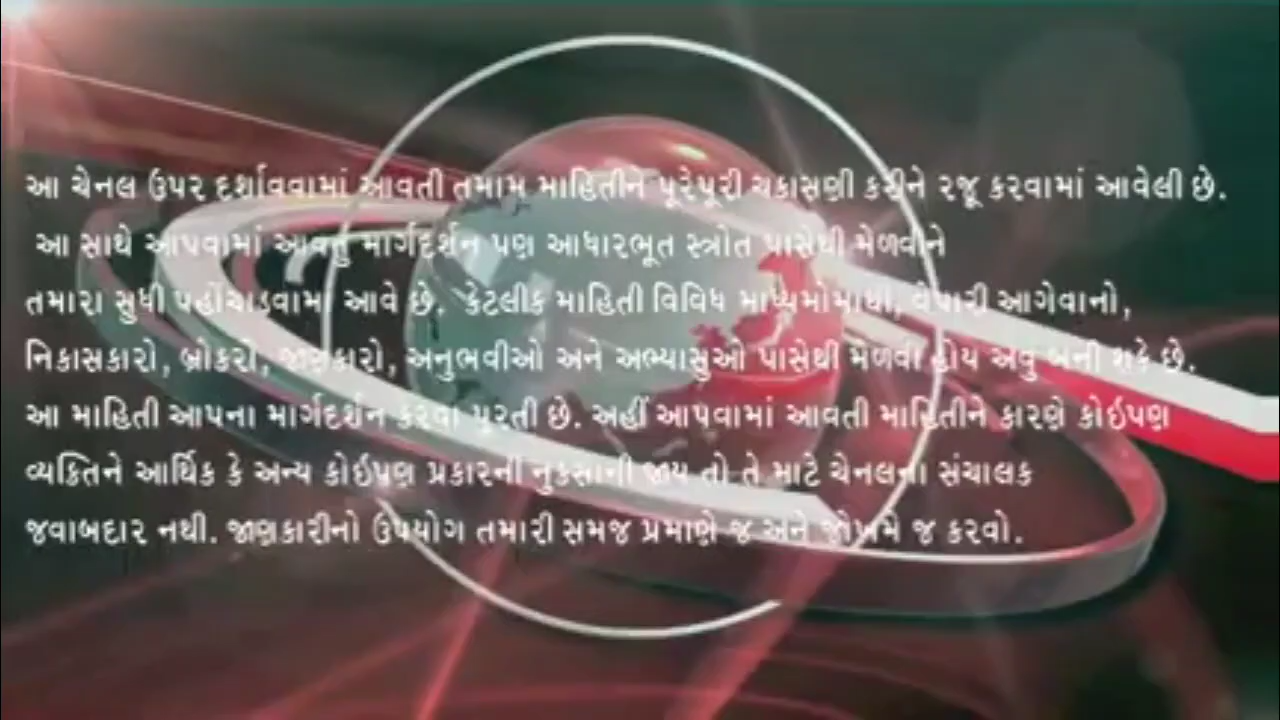 આ ચેનલ ઉપર દર્શાવવામાં આવતી તમામ માહિતીને પૂરેપૂરી ચકાસણી કરીને રજૂ કરવામાં આવેલી છે.
આ સાથે આપવામાં આવતુ માર્ગદર્શન પણ આધારભૂત સ્ત્રોત પાસેથી મેળવીને
તમારા સુધી પહોંચાડવામાં આવે છે. કેટલીક માહિતી વિવિધ માધ્યમોમાંથી, વેપારી આગેવાનો,
નિકાસકારો, બ્રોકરો, જાણકારો, અનુભવીઓ અને અભ્યાસુઓ પાસેથી મેળવી હોય એવુ બની શકે છે.
આ માહિતી આપના માર્ગદર્શન કરવા પૂરતી છે. અહીં આપવામાં આવતી માહિતીને કારણે કોઇપણ
વ્યક્તિને આર્થિક કે અન્ય કોઇપણ પ્રકારની નુકસાની જાય તો તે માટે ચેનલના સંચાલક
જવાબદાર નથી. જાણકારીનો ઉપયોગ તમારી સમજ પ્રમાણે જ અને જોખમે જ કરવો.